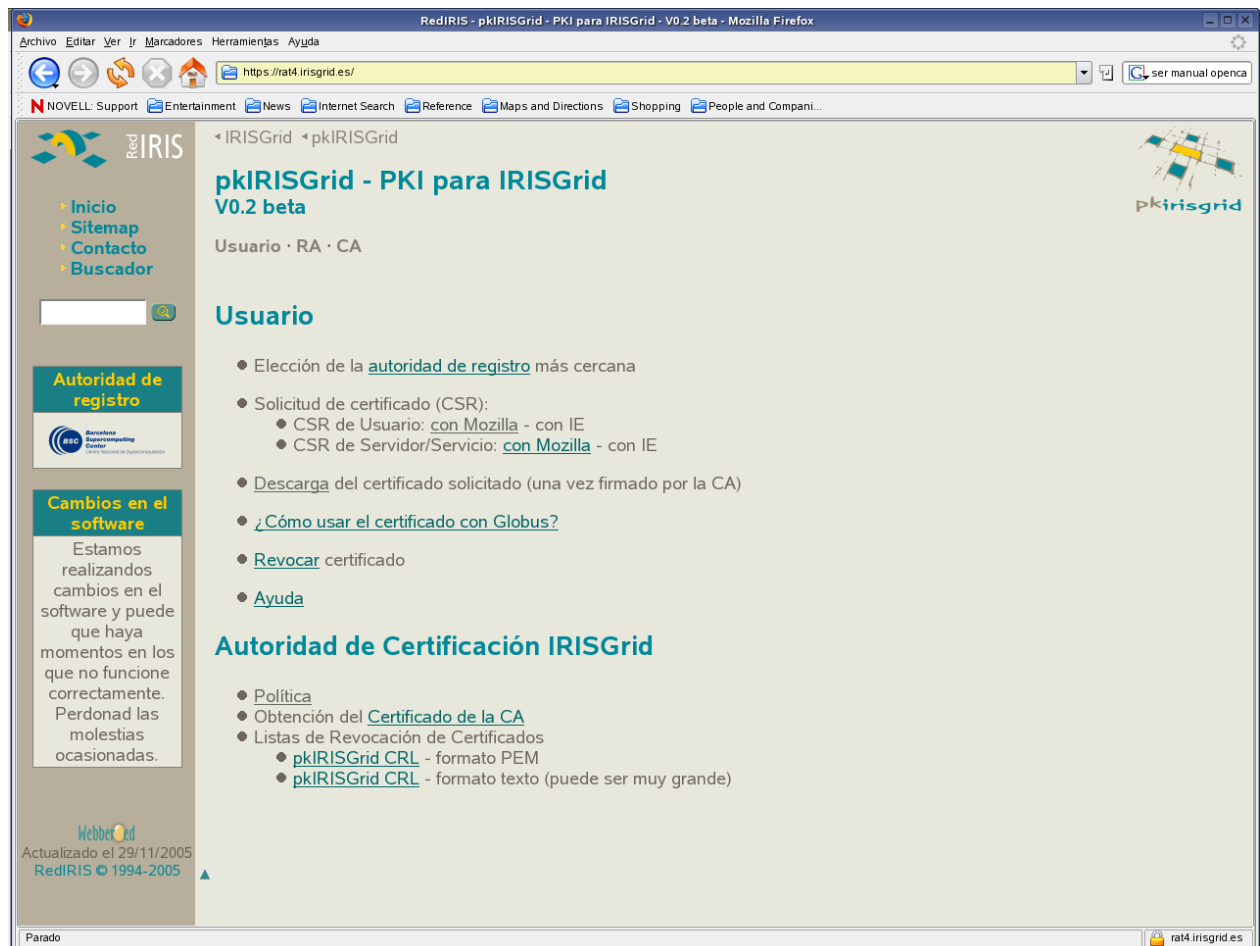 RedIRIS - pkIRISGrid - PKI para IRISGrid - V0.2 beta - Mozilla Firefox
Archivo Editar Ver Ir Marcadores Herramientas Ayuda
https://rat4.irisgrid.es/
ser manual openca
NOVELL: Support Entertainment News Internet Search Reference Maps and Directions Shopping People and Compani...
Red IRIS
Inicio
Sitemap
Contacto
Buscador
Autoridad de
registro
BSC
Barcelona
Supercomputing
Center
Centro Nacional de Supercomputación
Cambios en el
software
Estamos
realizandos
cambios en el
software y puede
que haya
momentos en los
que no funcione
correctamente.
Perdonad las
molestias
ocasionadas.
Actualizado el 29/11/2005
RedIRIS © 1994-2005
IRISGrid pkIRISGrid
pkIRISGrid - PKI para IRISGrid
V0.2 beta
Usuario · RA · CA
pkirisgrid
Usuario
Elección de la autoridad de registro más cercana
Solicitud de certificado (CSR):
CSR de Usuario: con Mozilla - con IE
CSR de Servidor/Servicio: con Mozilla - con IE
Descarga del certificado solicitado (una vez firmado por la CA)
¿Cómo usar el certificado con Globus?
Revocar certificado
Ayuda
Autoridad de Certificación IRISGrid
Política
Obtención del Certificado de la CA
Listas de Revocación de Certificados
pkIRISGrid CRL - formato PEM
pkIRISGrid CRL - formato texto (puede ser muy grande)
Parado
rat4.irisgrid.es